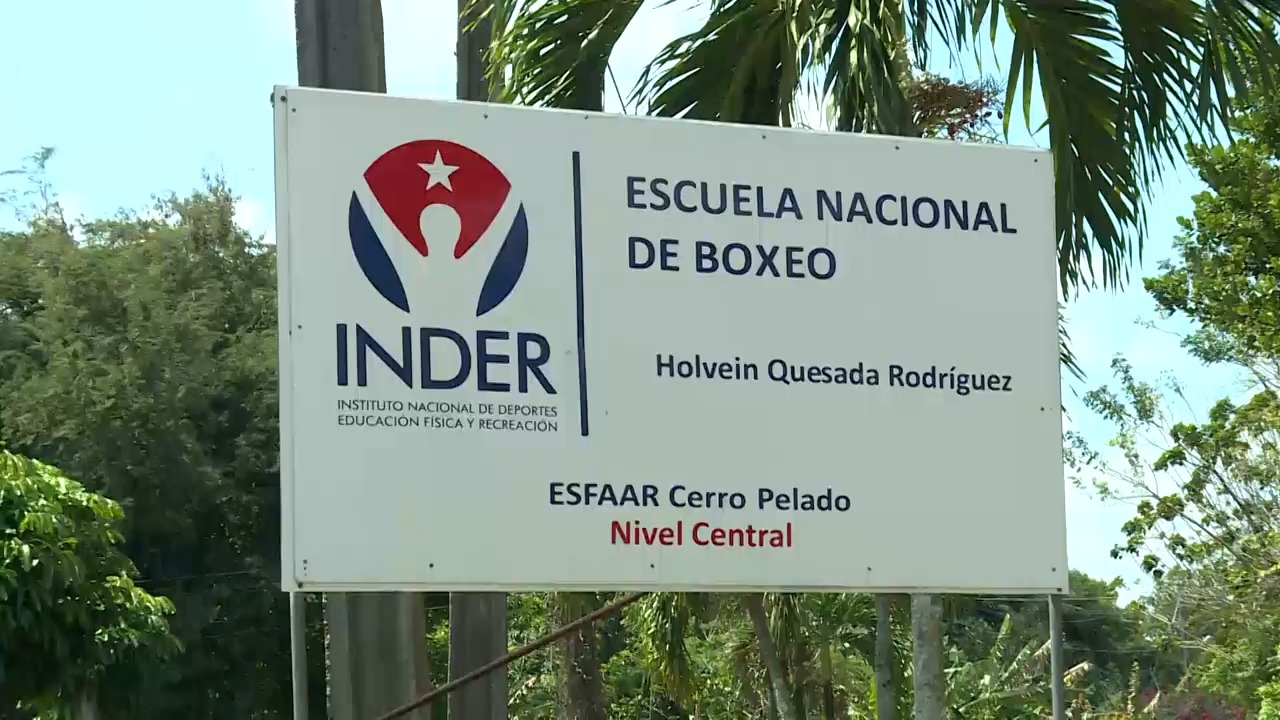 INDER
INSTITUTO NACIONAL DE DEPORTES
EDUCACIÓN FÍSICA Y RECREACIÓN
ESCUELA NACIONAL
DE BOXEO
Holvein Quesada Rodríguez
ESFAAR Cerro Pelado
Nivel Central